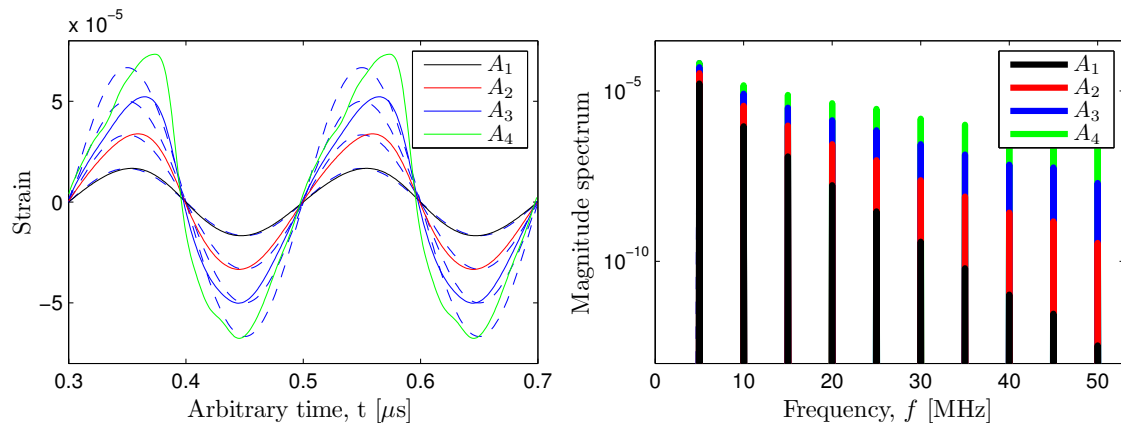 x 10⁻⁵
5
0
−5
0.3 0.4 0.5 0.6 0.7
Strain
Arbitrary time, t [μs]
A₁
A₂
A₃
A₄
10⁻⁵
10⁻¹⁰
0 10 20 30 40 50
Magnitude spectrum
Frequency, f [MHz]
A₁
A₂
A₃
A₄